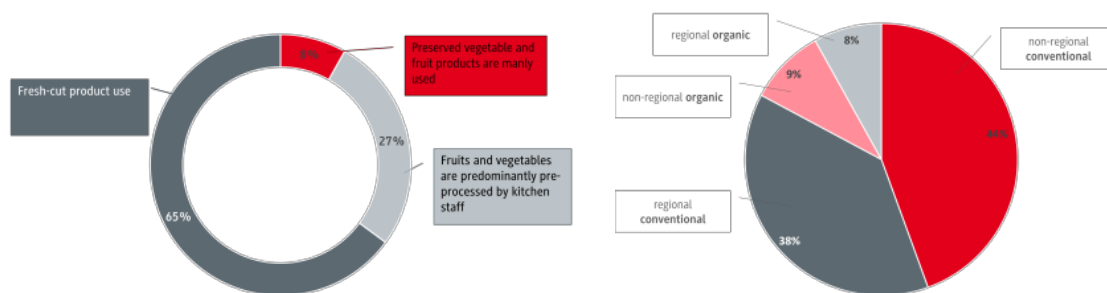 8%
Preserved vegetable and
fruit products are manly
used
Fresh-cut product use
27%
Fruits and vegetables
are predominantly pre-
processed by kitchen
staff
65%
regional organic
8%
non-regional
conventional
9%
non-regional organic
regional
conventional
38%